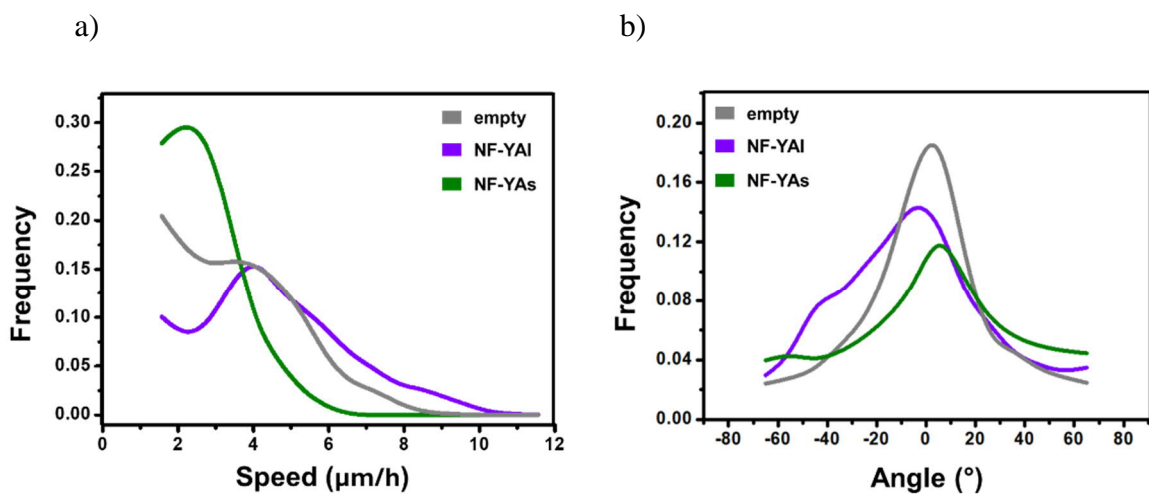 a)
b)
empty
NF-YAl
NF-YAs
0.30
0.25
0.20
0.15
0.10
0.05
0.00
Frequency
0 2 4 6 8 10 12
Speed (μm/h)
empty
NF-YAl
NF-YAs
0.20
0.16
0.12
0.08
0.04
0.00
Frequency
-80 -60 -40 -20 0 20 40 60 80
Angle (°)